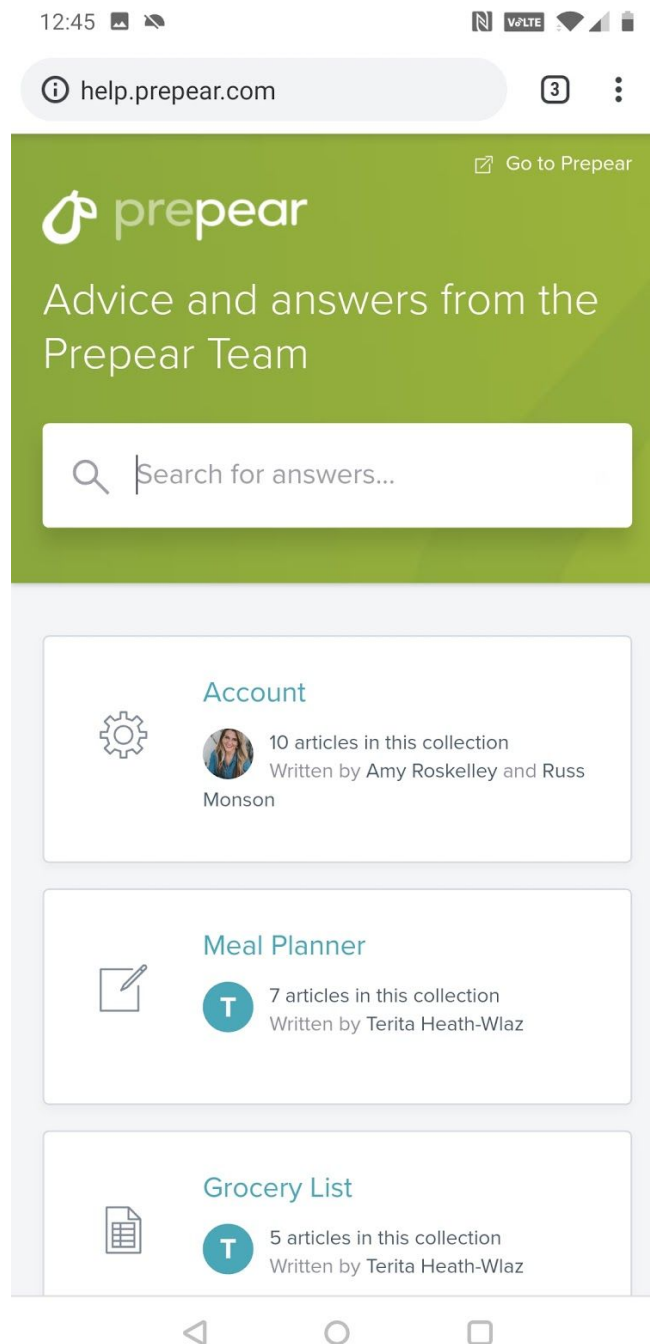 12:45
VoLTE
help.prepear.com
3
Go to Prepear
prepear
Advice and answers from the
Prepear Team
Search for answers...
Account
10 articles in this collection
Written by Amy Roskelley and Russ
Monson
Meal Planner
T
7 articles in this collection
Written by Terita Heath-Wlaz
Grocery List
T
5 articles in this collection
Written by Terita Heath-Wlaz